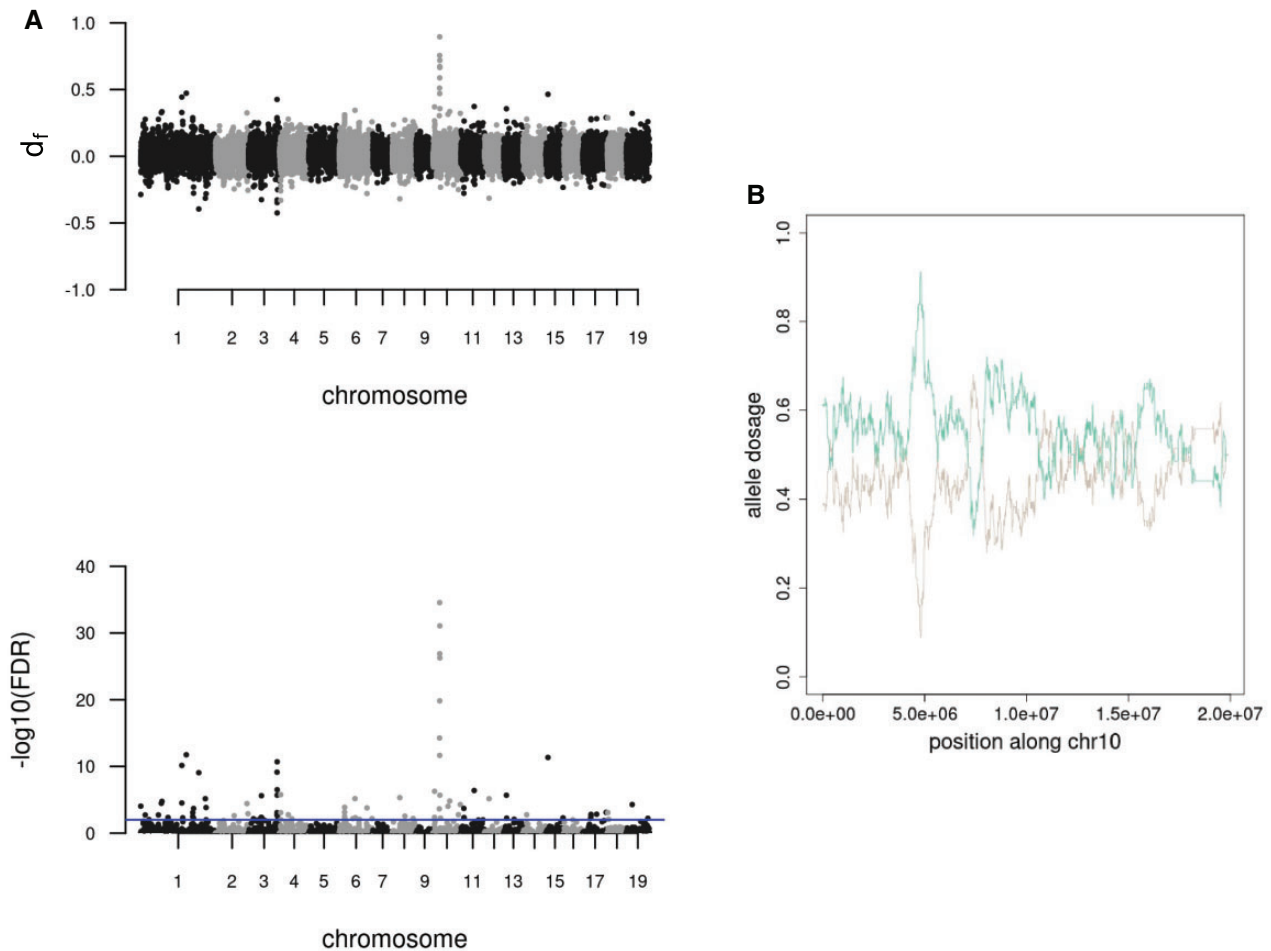 A
1.0
0.5
0.0
-0.5
-1.0
df
1 2 3 4 5 6 7 9 11 13 15 17 19
chromosome
40
30
20
10
0
-log10(FDR)
1 2 3 4 5 6 7 9 11 13 15 17 19
chromosome
B
1.0
0.8
0.6
0.4
0.2
0.0
allele dosage
0.0e+00 5.0e+06 1.0e+07 1.5e+07 2.0e+07
position along chr10